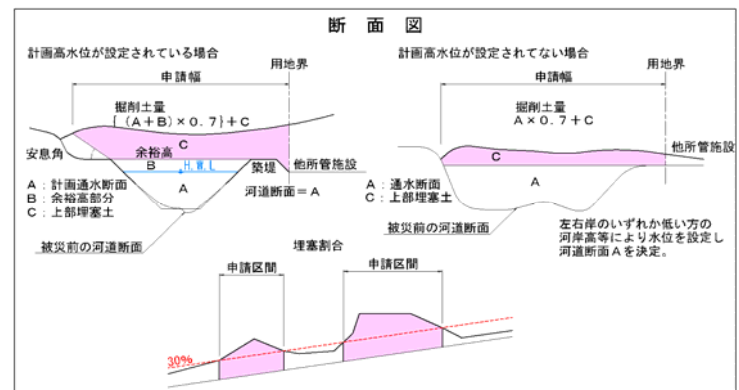 断 面 図
計画高水位が設定されている場合
用地界
申請幅
掘削土量
{(A+B)×0.7}+C
C
安息角
余裕高
B
H.W.L
築堤
他所管施設
A
A：計画通水断面
B：余裕高部分
C：上部埋塞土
河道断面=A
被災前の河道断面
計画高水位が設定されてない場合
用地界
申請幅
掘削土量
A×0.7+C
他所管施設
C
A
A：通水断面
C：上部埋塞土
被災前の河道断面
左右岸のいずれか低い方の
河岸高等により水位を設定し
河道断面Aを決定。
埋塞割合
申請区間
申請区間
30%